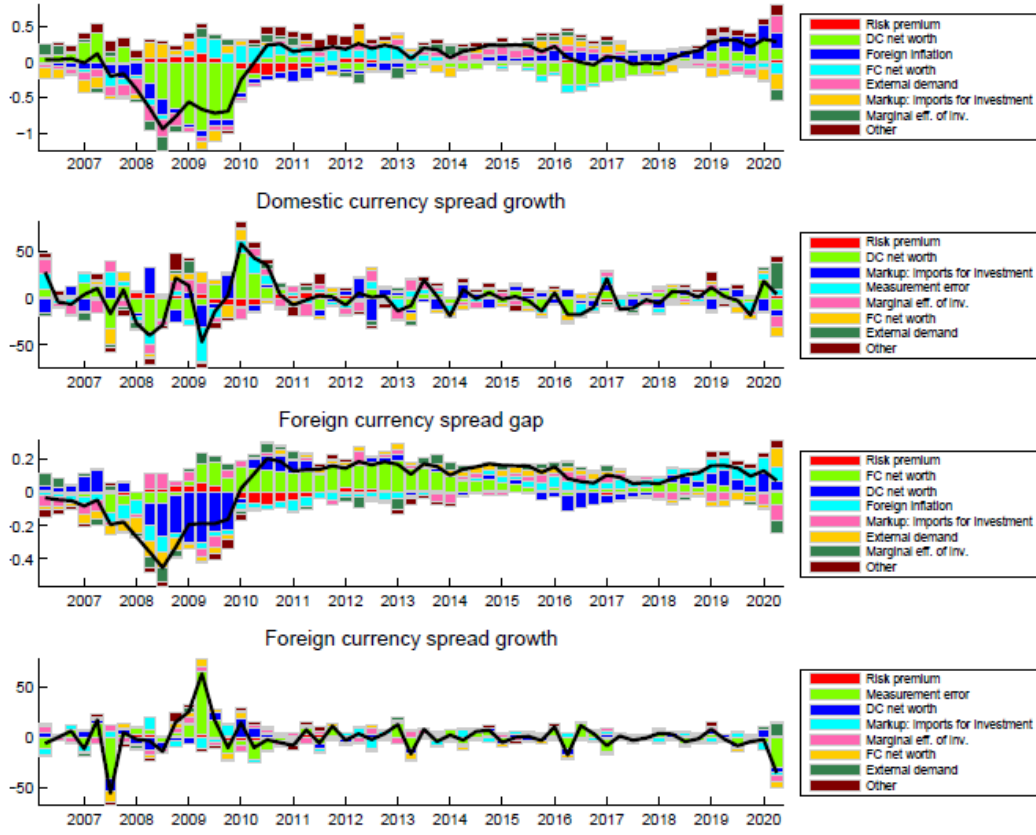 0.5
0
−0.5
−1
2007 2008 2009 2010 2011 2012 2013 2014 2015 2016 2017 2018 2019 2020
Risk premium
DC net worth
Foreign inflation
FC net worth
External demand
Markup: Imports for investment
Marginal eff. of inv.
Other
Domestic currency spread growth
50
0
−50
2007 2008 2009 2010 2011 2012 2013 2014 2015 2016 2017 2018 2019 2020
Risk premium
DC net worth
Markup: Imports for investment
Measurement error
Marginal eff. of inv.
FC net worth
External demand
Other
Foreign currency spread gap
0.2
0
−0.2
−0.4
2007 2008 2009 2010 2011 2012 2013 2014 2015 2016 2017 2018 2019 2020
Risk premium
FC net worth
DC net worth
Foreign inflation
Markup: Imports for investment
External demand
Marginal eff. of inv.
Other
Foreign currency spread growth
50
0
−50
2007 2008 2009 2010 2011 2012 2013 2014 2015 2016 2017 2018 2019 2020
Risk premium
Measurement error
DC net worth
Markup: Imports for investment
Marginal eff. of inv.
FC net worth
External demand
Other